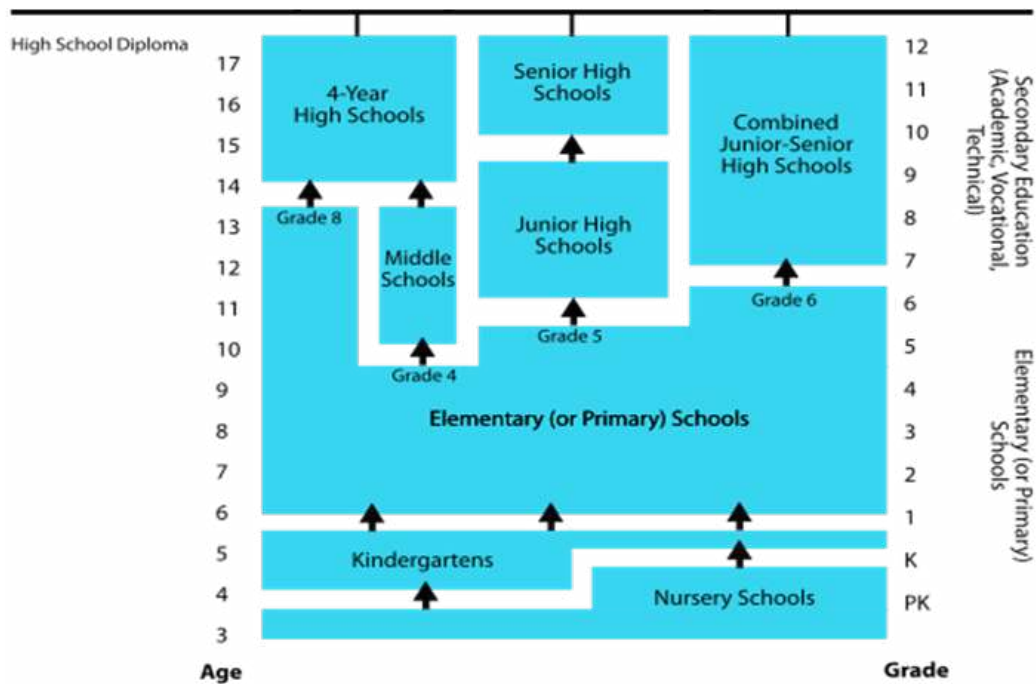 High School Diploma
17
16
15
14
13
12
11
10
9
8
7
6
5
4
3
Age
4-Year
High Schools
Senior High
Schools
Combined
Junior-Senior
High Schools
Grade 8
Middle
Schools
Junior High
Schools
Grade 6
Grade 5
Grade 4
Elementary (or Primary) Schools
Kindergartens
Nursery Schools
12
11
10
9
8
7
6
5
4
3
2
1
K
PK
Grade
Secondary Education
(Academic, Vocational,
Technical)
Elementary (or Primary)
Schools